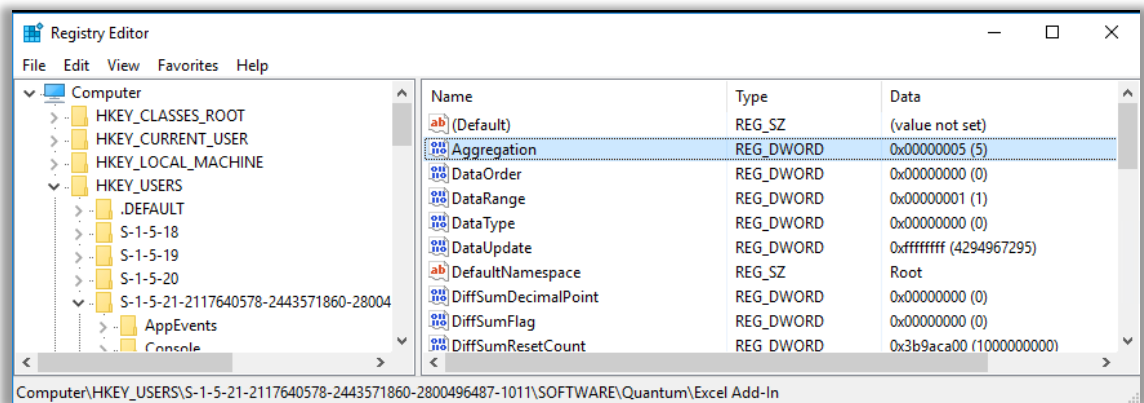 Registry Editor
File Edit View Favorites Help
Computer
HKEY_CLASSES_ROOT
HKEY_CURRENT_USER
HKEY_LOCAL_MACHINE
HKEY_USERS
.DEFAULT
S-1-5-18
S-1-5-19
S-1-5-20
S-1-5-21-2117640578-2443571860-28004
AppEvents
Console
Name Type Data
(Default) REG_SZ (value not set)
Aggregation REG_DWORD 0x00000005 (5)
DataOrder REG_DWORD 0x00000000 (0)
DataRange REG_DWORD 0x00000001 (1)
DataType REG_DWORD 0x00000000 (0)
DataUpdate REG_DWORD 0xffffffff (4294967295)
DefaultNamespace REG_SZ Root
DiffSumDecimalPoint REG_DWORD 0x00000000 (0)
DiffSumFlag REG_DWORD 0x00000000 (0)
DiffSumResetCount REG_DWORD 0x3b9aca00 (1000000000)
Computer\HKEY_USERS\S-1-5-21-2117640578-2443571860-2800496487-1011\SOFTWARE\Quantum\Excel Add-In